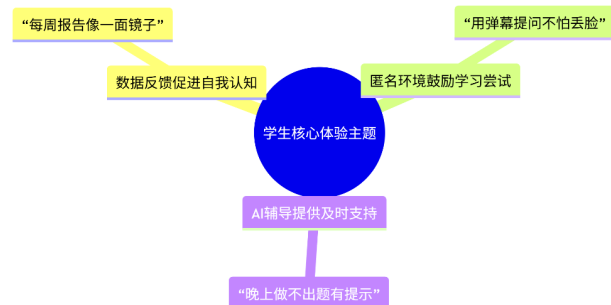 “每周报告像一面镜子”
“用弹幕提问不怕丢脸”
数据反馈促进自我认知
匿名环境鼓励学习尝试
学生核心体验主题
AI辅导提供及时支持
“晚上做不出题有提示”